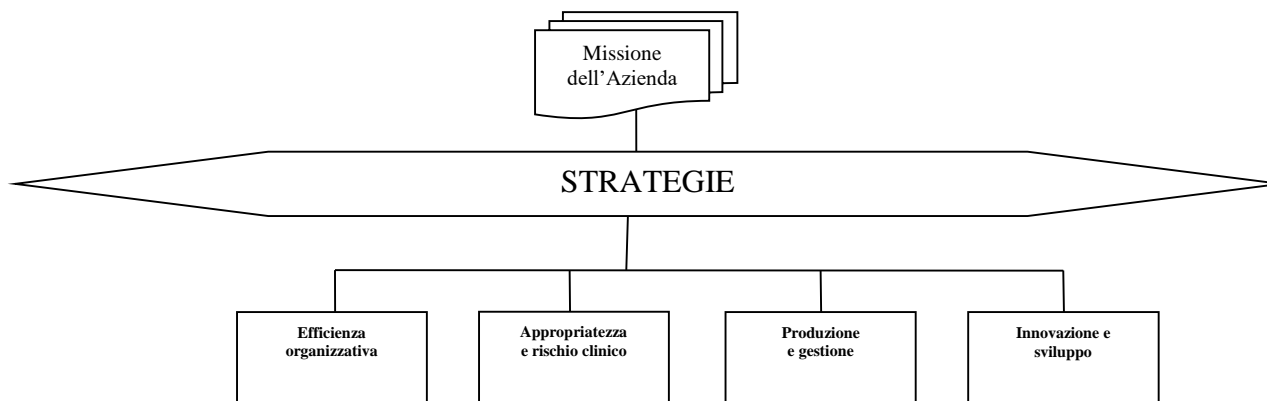 Missione
dell’Azienda
STRATEGIE
Efficienza
organizzativa
Appropriatezza
e rischio clinico
Produzione
e gestione
Innovazione e
sviluppo